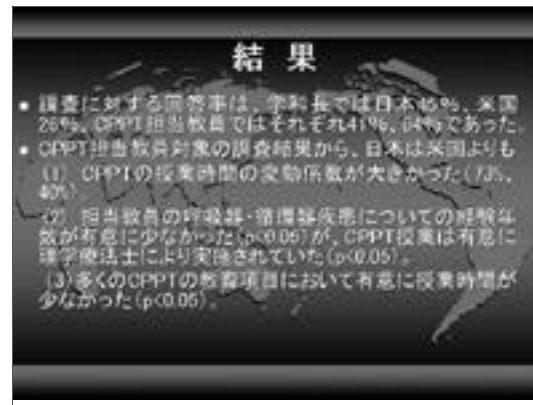 結 果
● 調査に対する回答率は、学科長では日本45%、米国
26%、CPPT担当教員ではそれぞれ41%、64%であった。
● CPPT担当教員対象の調査結果から、日本は米国よりも
(1) CPTの授業時間の変動係数が大きかった(73%、
40%)
(2) 担当教員の呼吸器・循環器疾患についての経験年
数が有意に少なかった(p<0.05)が、CPPT授業は有意に
理学療法士により実施されていた(p<0.05)。
(3)多くのCPPTの教育項目において有意に授業時間が
少なかった(p<0.05)。